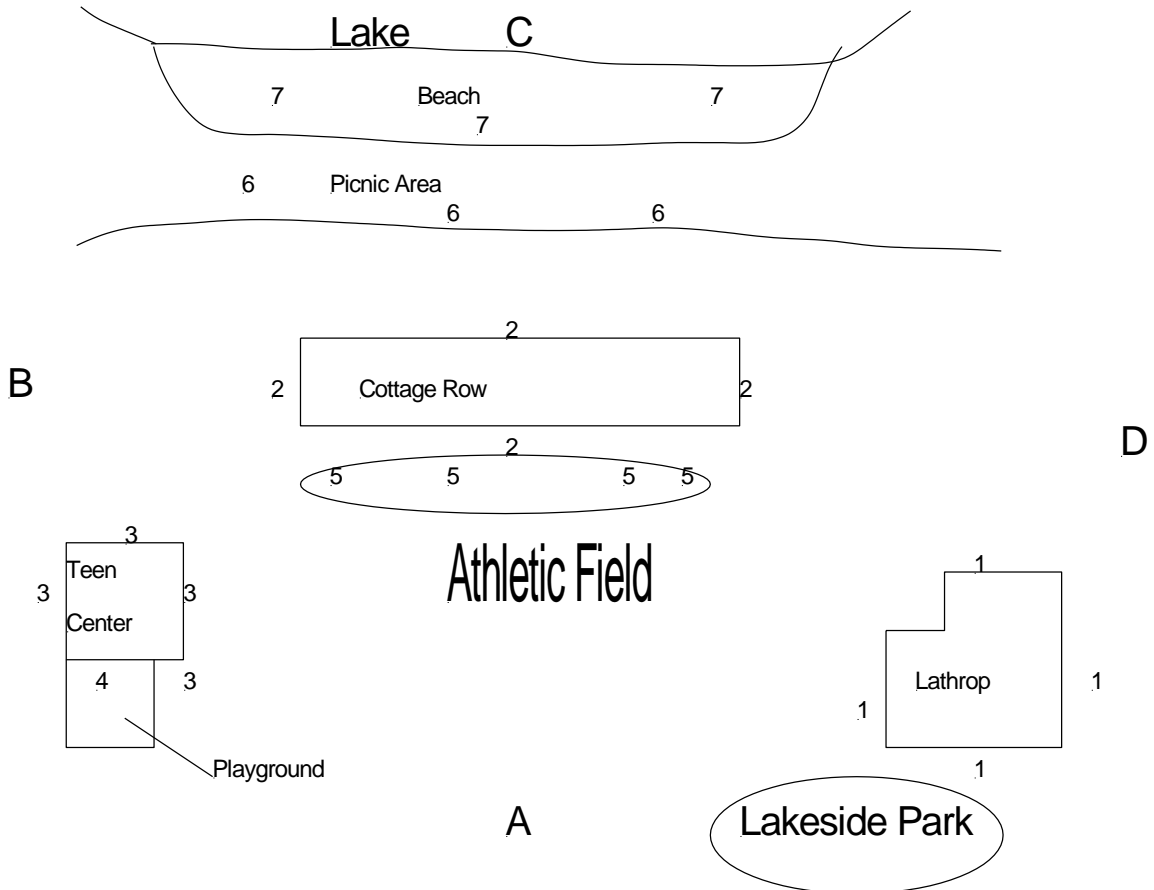 Lake C
7 Beach 7
7
6 Picnic Area
6 6
2
B 2 Cottage Row 2
D
2
5 5 5 5
3 Athletic Field 1
Teen
3 3
Center
4 3 Lathrop 1
1
Playground 1
A Lakeside Park